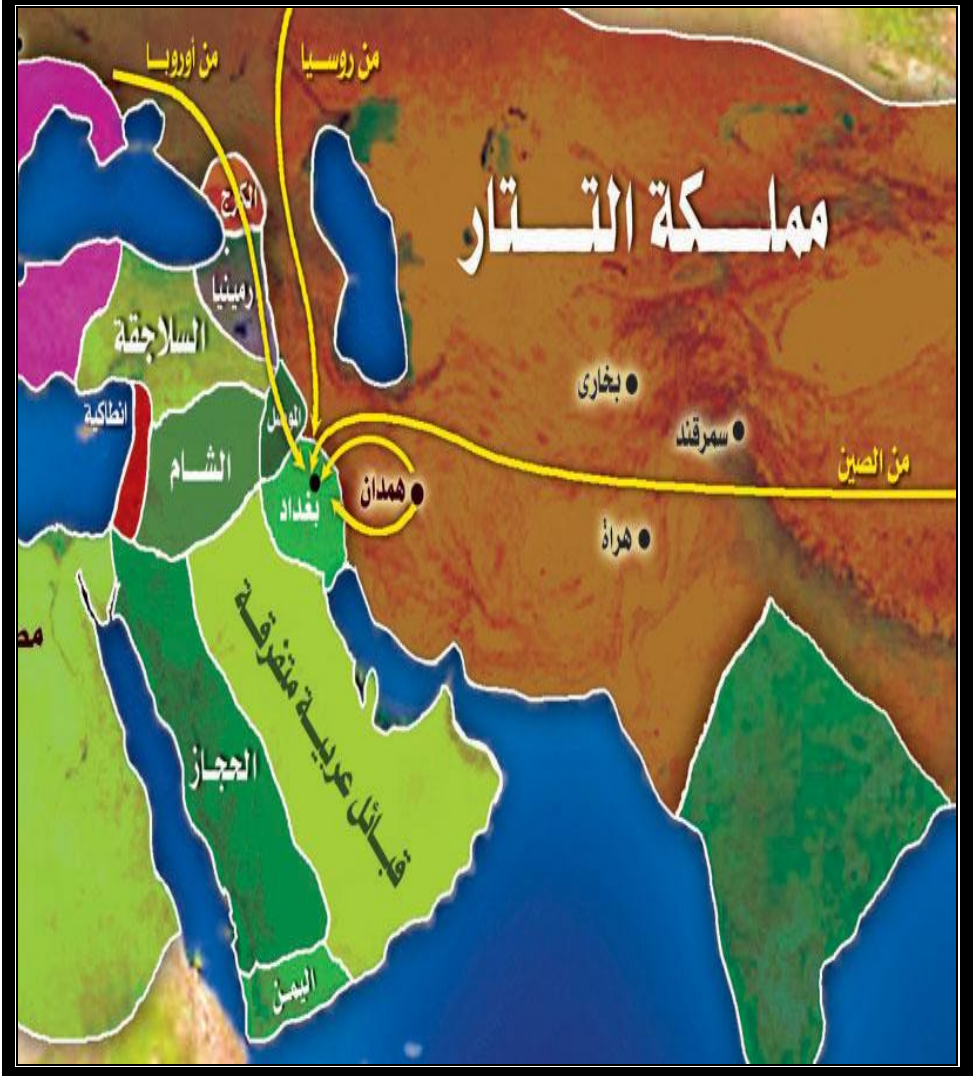 من أوروبا
من روسيا
مملكة التتار
الكرج
رمينيا
السلاجقة
انطاكية
الموصل
الشام
بخارى
سمرقند
من الصين
همدان
بغداد
هراة
مص
قبائل عربية متفرقة
الحجاز
اليمن